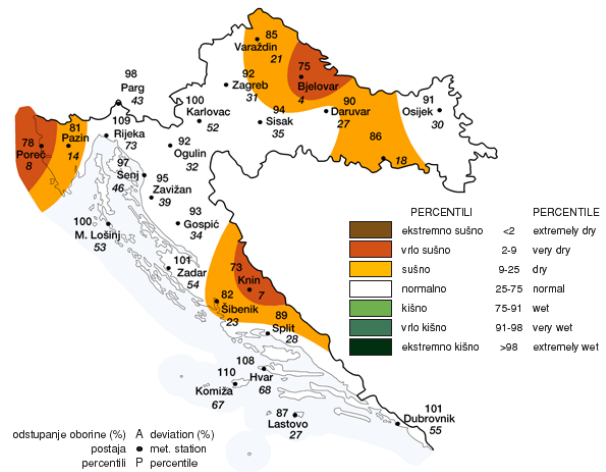 85
Varaždin
21
75
Bjelovar
4
98
Parg
43
92
Zagreb
31
100
Karlovac
52
94
Sisak
35
90
Daruvar
27
91
Osijek
30
86
18
109
Rijeka
73
81
Pazin
14
78
Poreč
8
92
Ogulin
32
97
Senj
46
95
Zavižan
39
93
Gospić
34
100
M. Lošinj
53
101
Zadar
54
73
Knin
7
82
Šibenik
23
89
Split
28
108
Hvar
68
110
Komiža
67
87
Lastovo
27
101
Dubrovnik
55
PERCENTILI PERCENTILE
ekstremno sušno <2 extremely dry
vrlo sušno 2-9 very dry
sušno 9-25 dry
normalno 25-75 normal
kišno 75-91 wet
vrlo kišno 91-98 very wet
ekstremno kišno >98 extremely wet
odstupanje oborine (%) A deviation (%)
postaja met. station
percentili P percentile